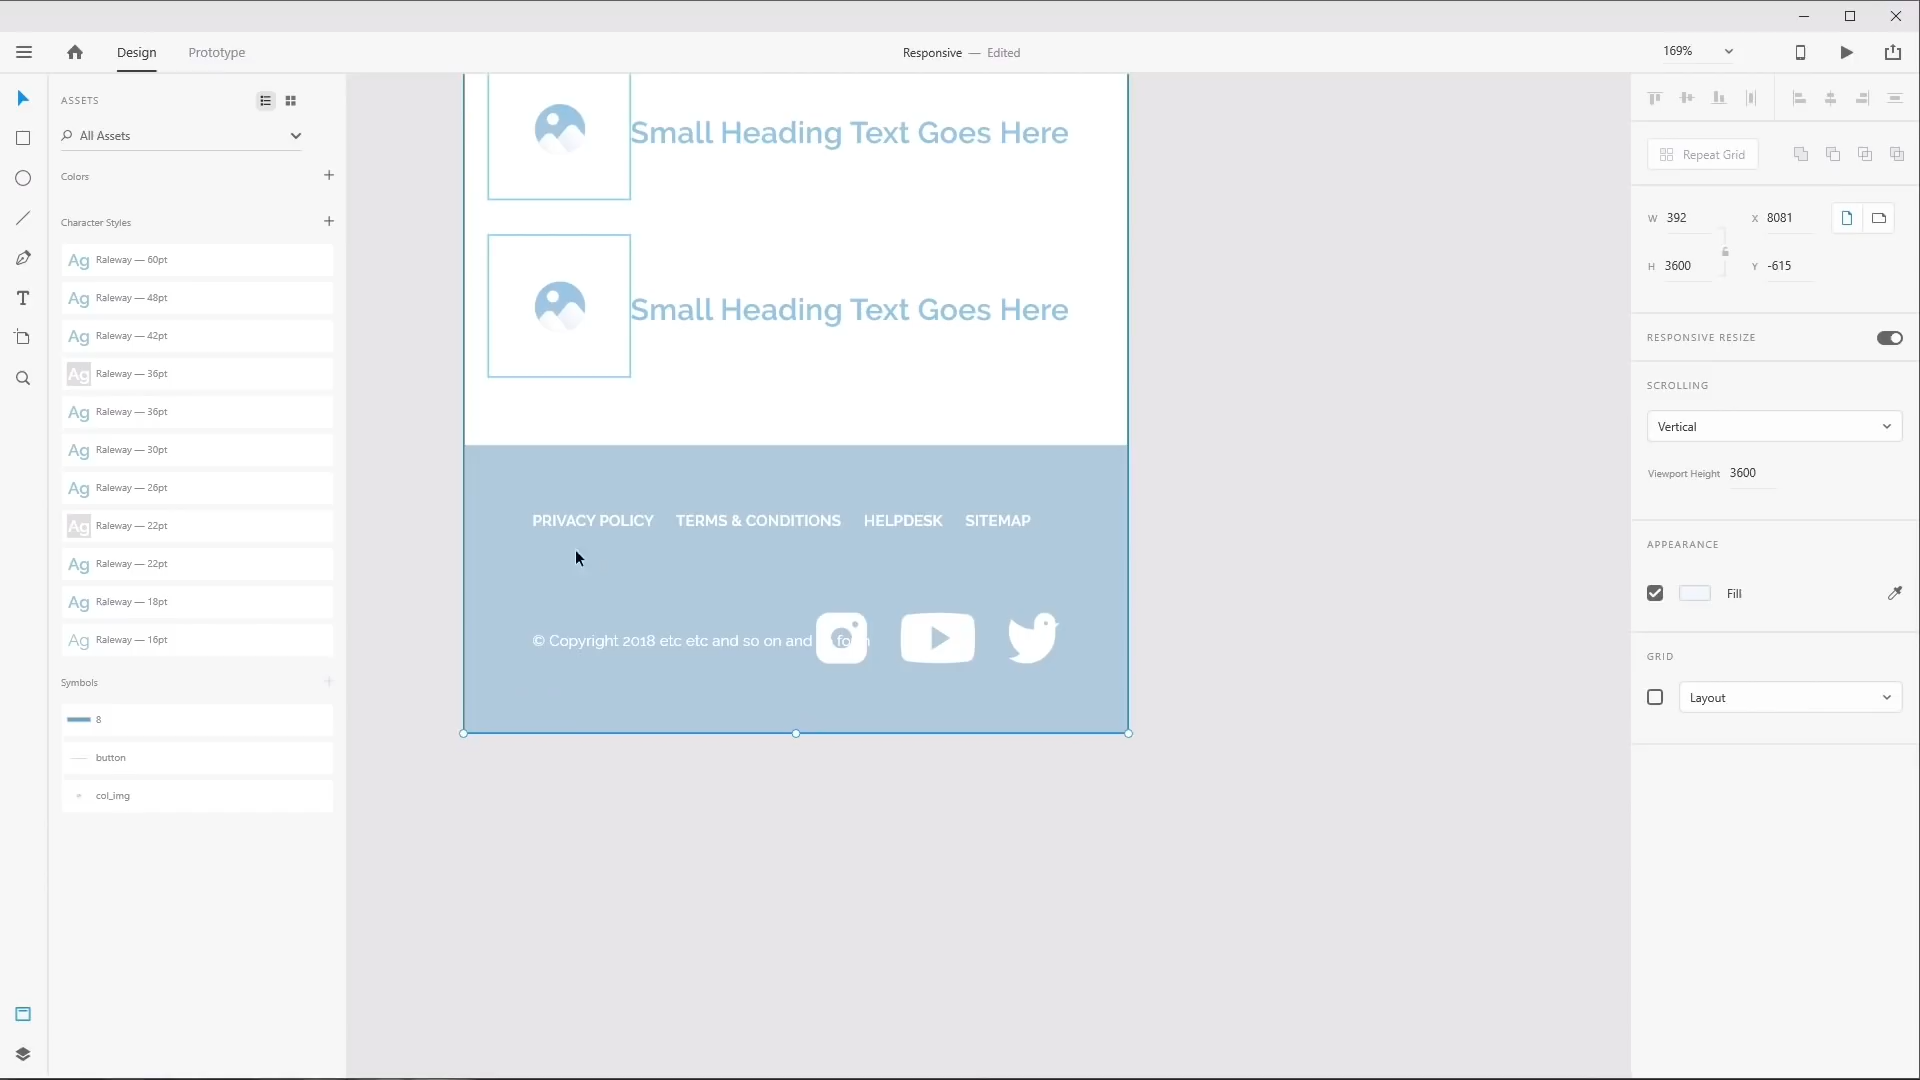 Design
Prototype
Responsive — Edited
169%
ASSETS
All Assets
Colors
Character Styles
Ag Raleway — 60pt
Ag Raleway — 48pt
Ag Raleway — 42pt
Ag Raleway — 36pt
Ag Raleway — 36pt
Ag Raleway — 30pt
Ag Raleway — 26pt
Ag Raleway — 22pt
Ag Raleway — 22pt
Ag Raleway — 18pt
Ag Raleway — 16pt
Symbols
8
button
col_img
Small Heading Text Goes Here
Small Heading Text Goes Here
PRIVACY POLICY TERMS & CONDITIONS HELPDESK SITEMAP
© Copyright 2018 etc etc and so on and
Repeat Grid
W 392 X 8081
H 3600 Y -615
RESPONSIVE RESIZE
SCROLLING
Vertical
Viewport Height 3600
APPEARANCE
Fill
GRID
Layout